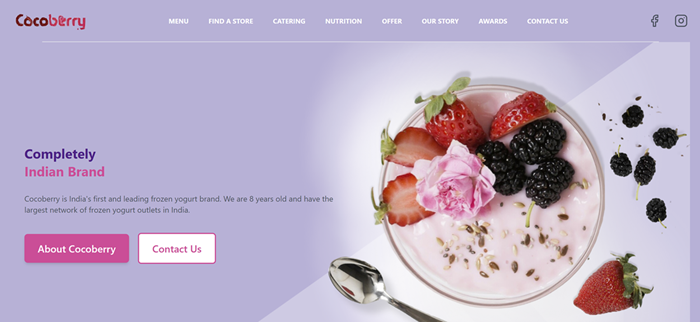 Cocoberry
MENU FIND A STORE CATERING NUTRITION OFFER OUR STORY AWARDS CONTACT US
Completely
Indian Brand
Cocoberry is India's first and leading frozen yogurt brand. We are 8 years old and have the
largest network of frozen yogurt outlets in India.
About Cocoberry Contact Us